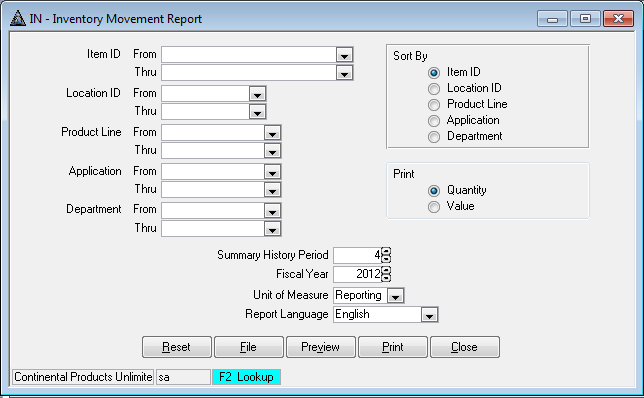 IN - Inventory Movement Report
Item ID From
Thru
Location ID From
Thru
Product Line From
Thru
Application From
Thru
Department From
Thru
Sort By
Item ID
Location ID
Product Line
Application
Department
Print
Quantity
Value
Summary History Period 4
Fiscal Year 2012
Unit of Measure Reporting
Report Language English
Reset File Preview Print Close
Continental Products Unlimite sa F2 Lookup